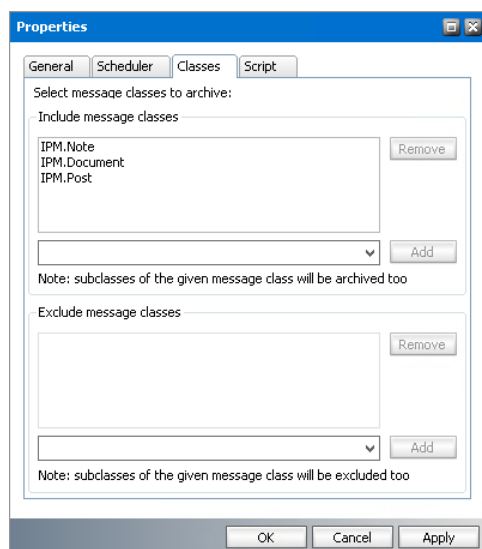 Properties
General Scheduler Classes Script
Select message classes to archive:
Include message classes
IPM.Note
IPM.Document
IPM.Post
Remove
Add
Note: subclasses of the given message class will be archived too
Exclude message classes
Remove
Add
Note: subclasses of the given message class will be excluded too
OK Cancel Apply